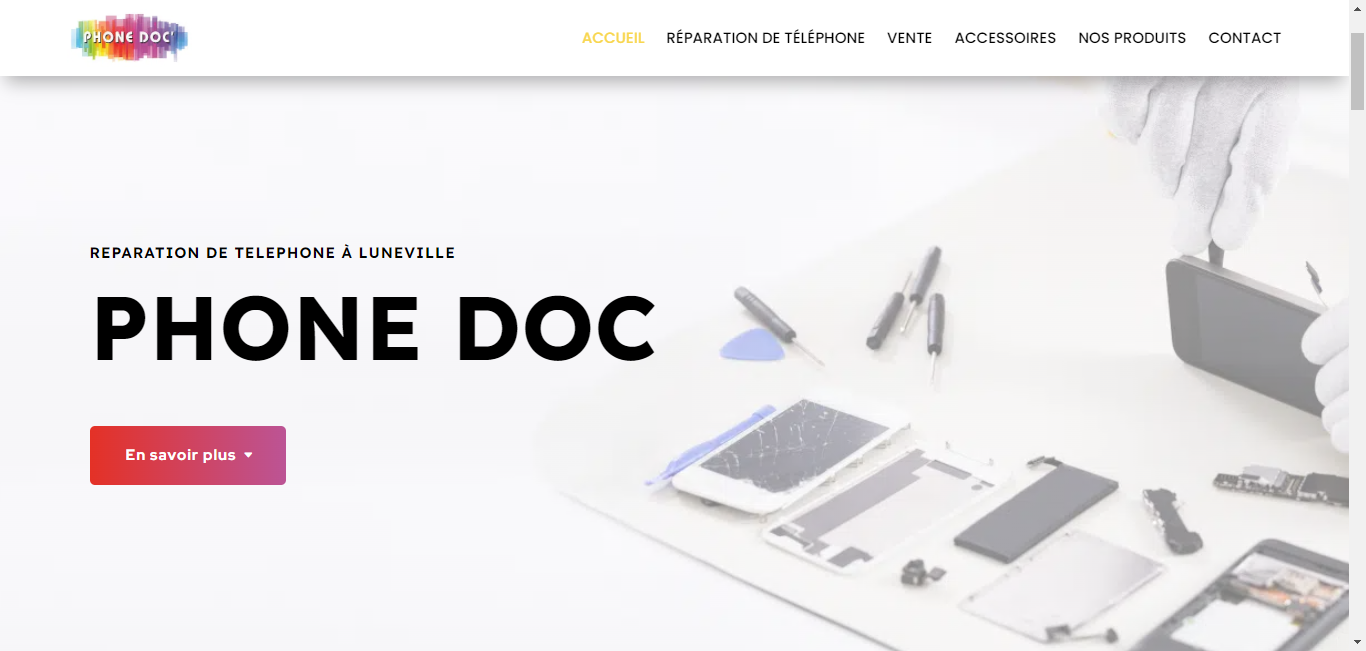 PHONE DOC'
ACCUEIL
RÉPARATION DE TÉLÉPHONE
VENTE
ACCESSOIRES
NOS PRODUITS
CONTACT
REPARATION DE TELEPHONE À LUNEVILLE
PHONE DOC
En savoir plus